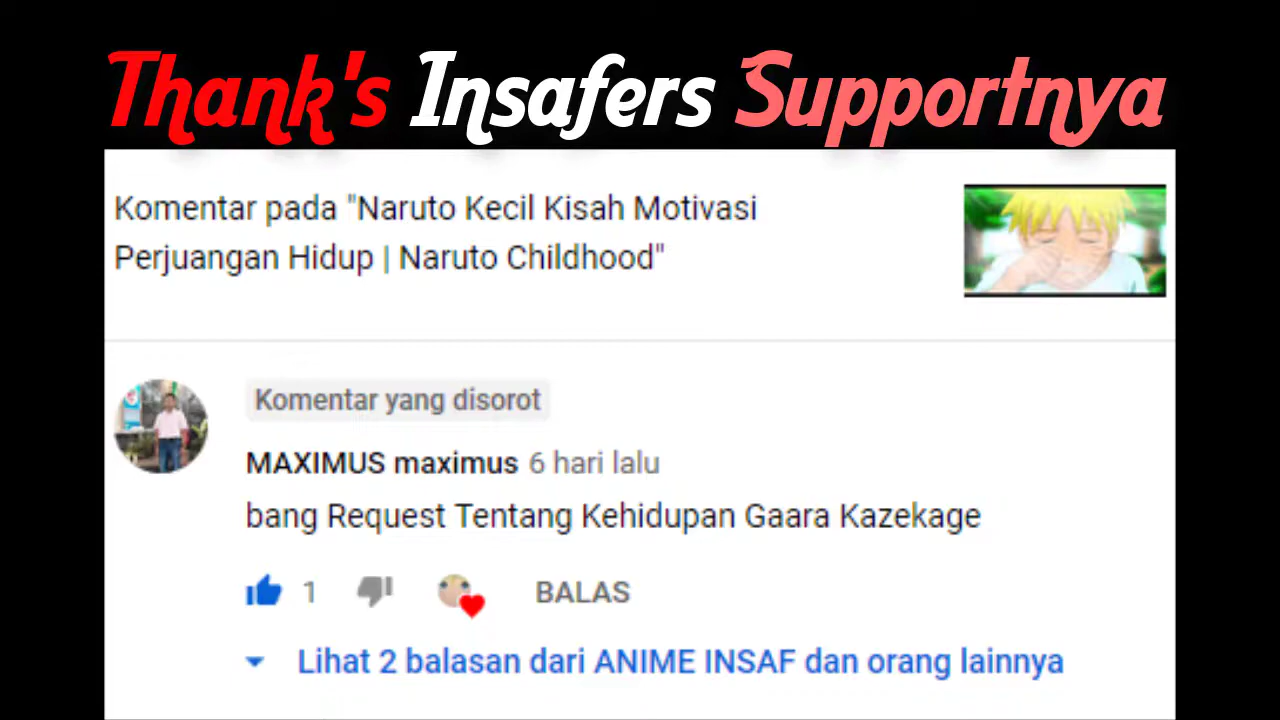 Thank's Insafers Supportnya
Komentar pada "Naruto Kecil Kisah Motivasi
Perjuangan Hidup | Naruto Childhood"
Komentar yang disorot
MAXIMUS maximus 6 hari lalu
bang Request Tentang Kehidupan Gaara Kazekage
1 BALAS
Lihat 2 balasan dari ANIME INSAF dan orang lainnya